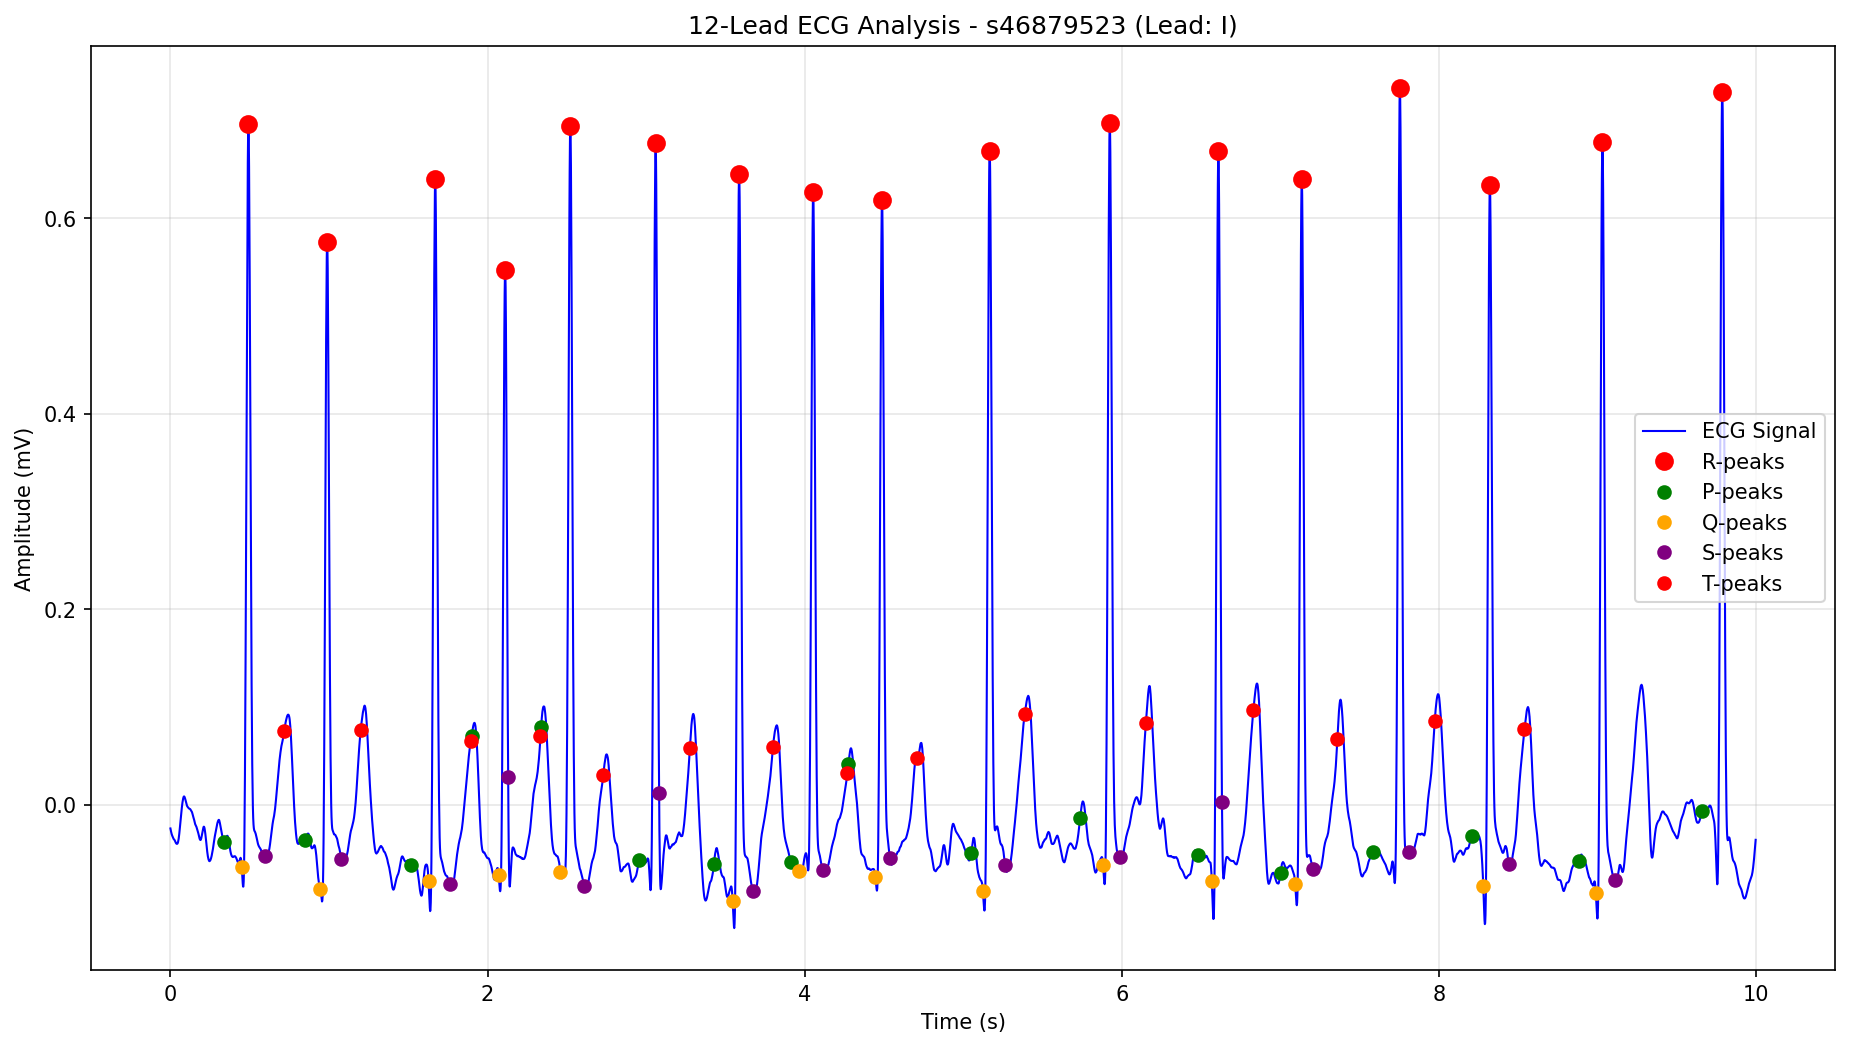 12-Lead ECG Analysis - s46879523 (Lead: I)
Amplitude (mV)
0.6
0.4
0.2
0.0
ECG Signal
R-peaks
P-peaks
Q-peaks
S-peaks
T-peaks
0 2 4 6 8 10
Time (s)